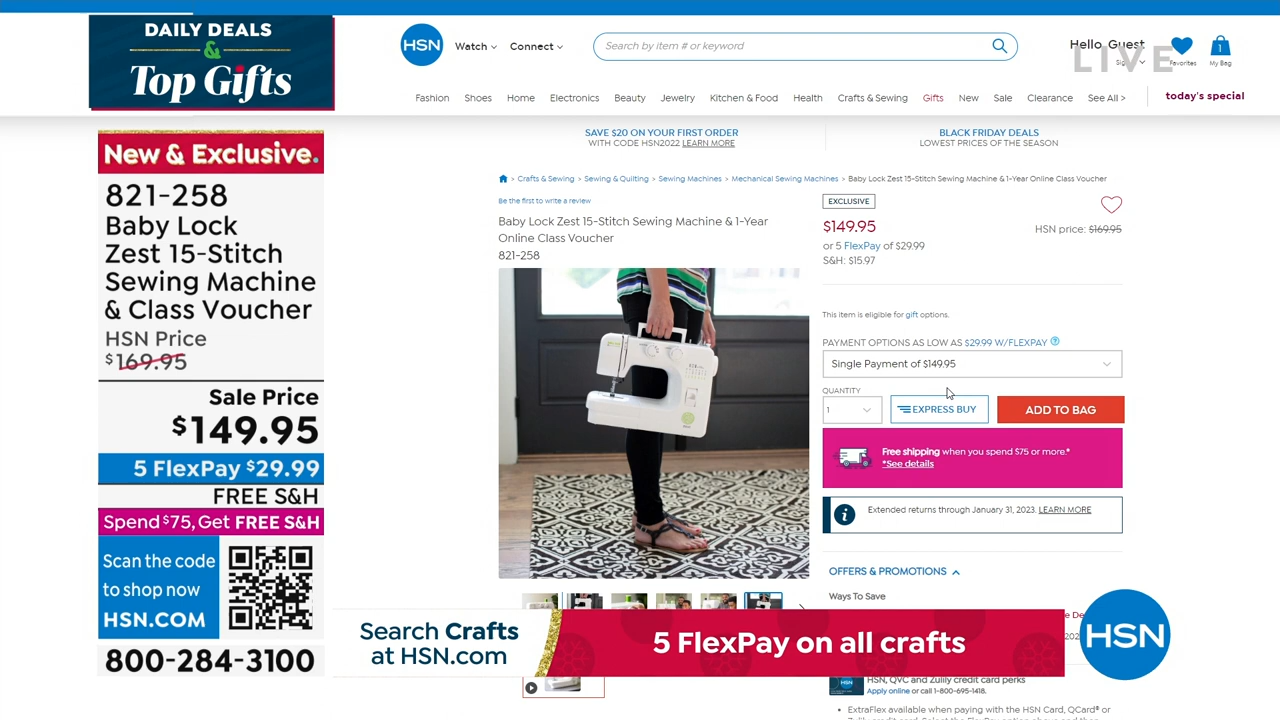 DAILY DEALS
&
Top Gifts
HSN
Watch
Connect
Search by item # or keyword
Hello, Guest
LIVE
Favorites
1
My Bag
Fashion
Shoes
Home
Electronics
Beauty
Jewelry
Kitchen & Food
Health
Crafts & Sewing
Gifts
New
Sale
Clearance
See All >
today's special
SAVE $20 ON YOUR FIRST ORDER
WITH CODE HSN2022 LEARN MORE
BLACK FRIDAY DEALS
LOWEST PRICES OF THE SEASON
New & Exclusive.
821-258
Baby Lock
Zest 15-Stitch
Sewing Machine
& Class Voucher
HSN Price
$169.95
Sale Price
$149.95
5 FlexPay $29.99
FREE S&H
Spend $75, Get FREE S&H
Scan the code
to shop now
HSN.COM
800-284-3100
> Crafts & Sewing > Sewing & Quilting > Sewing Machines > Mechanical Sewing Machines > Baby Lock Zest 15-Stitch Sewing Machine & 1-Year Online Class Voucher
Be the first to write a review
Baby Lock Zest 15-Stitch Sewing Machine & 1-Year
Online Class Voucher
821-258
EXCLUSIVE
$149.95
HSN price: $169.95
or 5 FlexPay of $29.99
S&H: $15.97
This item is eligible for gift options.
PAYMENT OPTIONS AS LOW AS $29.99 W/FLEXPAY
Single Payment of $149.95
QUANTITY
1
EXPRESS BUY
ADD TO BAG
Free shipping when you spend $75 or more.*
*See details
Extended returns through January 31, 2023. LEARN MORE
OFFERS & PROMOTIONS
Ways To Save
Search Crafts
at HSN.com
5 FlexPay on all crafts
HSN
HSN, QVC and Zulily credit card perks
Apply online or call 1-800-695-1418.
• ExtraFlex available when paying with the HSN Card, QCard® or